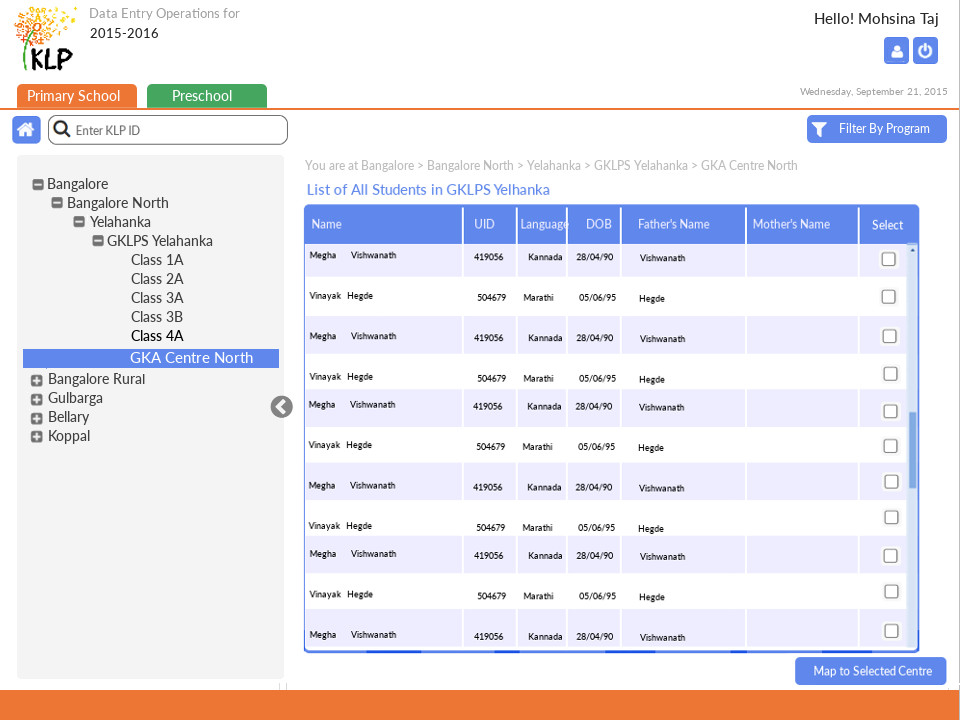 Data Entry Operations for
2015-2016
KLP
Hello! Mohsina Taj
Primary School Preschool
Wednesday, September 21, 2015
Enter KLP ID
Filter By Program
Bangalore
Bangalore North
Yelahanka
GKLPS Yelahanka
Class 1A
Class 2A
Class 3A
Class 3B
Class 4A
GKA Centre North
Bangalore Rural
Gulbarga
Bellary
Koppal
You are at Bangalore > Bangalore North > Yelahanka > GKLPS Yelahanka > GKA Centre North
List of All Students in GKLPS Yelhanka
Name UID Language DOB Father's Name Mother's Name Select
Megha Vishwanath 419056 Kannada 28/04/90 Vishwanath
Vinayak Hegde 504679 Marathi 05/06/95 Hegde
Megha Vishwanath 419056 Kannada 28/04/90 Vishwanath
Vinayak Hegde 504679 Marathi 05/06/95 Hegde
Megha Vishwanath 419056 Kannada 28/04/90 Vishwanath
Vinayak Hegde 504679 Marathi 05/06/95 Hegde
Megha Vishwanath 419056 Kannada 28/04/90 Vishwanath
Vinayak Hegde 504679 Marathi 05/06/95 Hegde
Megha Vishwanath 419056 Kannada 28/04/90 Vishwanath
Vinayak Hegde 504679 Marathi 05/06/95 Hegde
Megha Vishwanath 419056 Kannada 28/04/90 Vishwanath
Map to Selected Centre